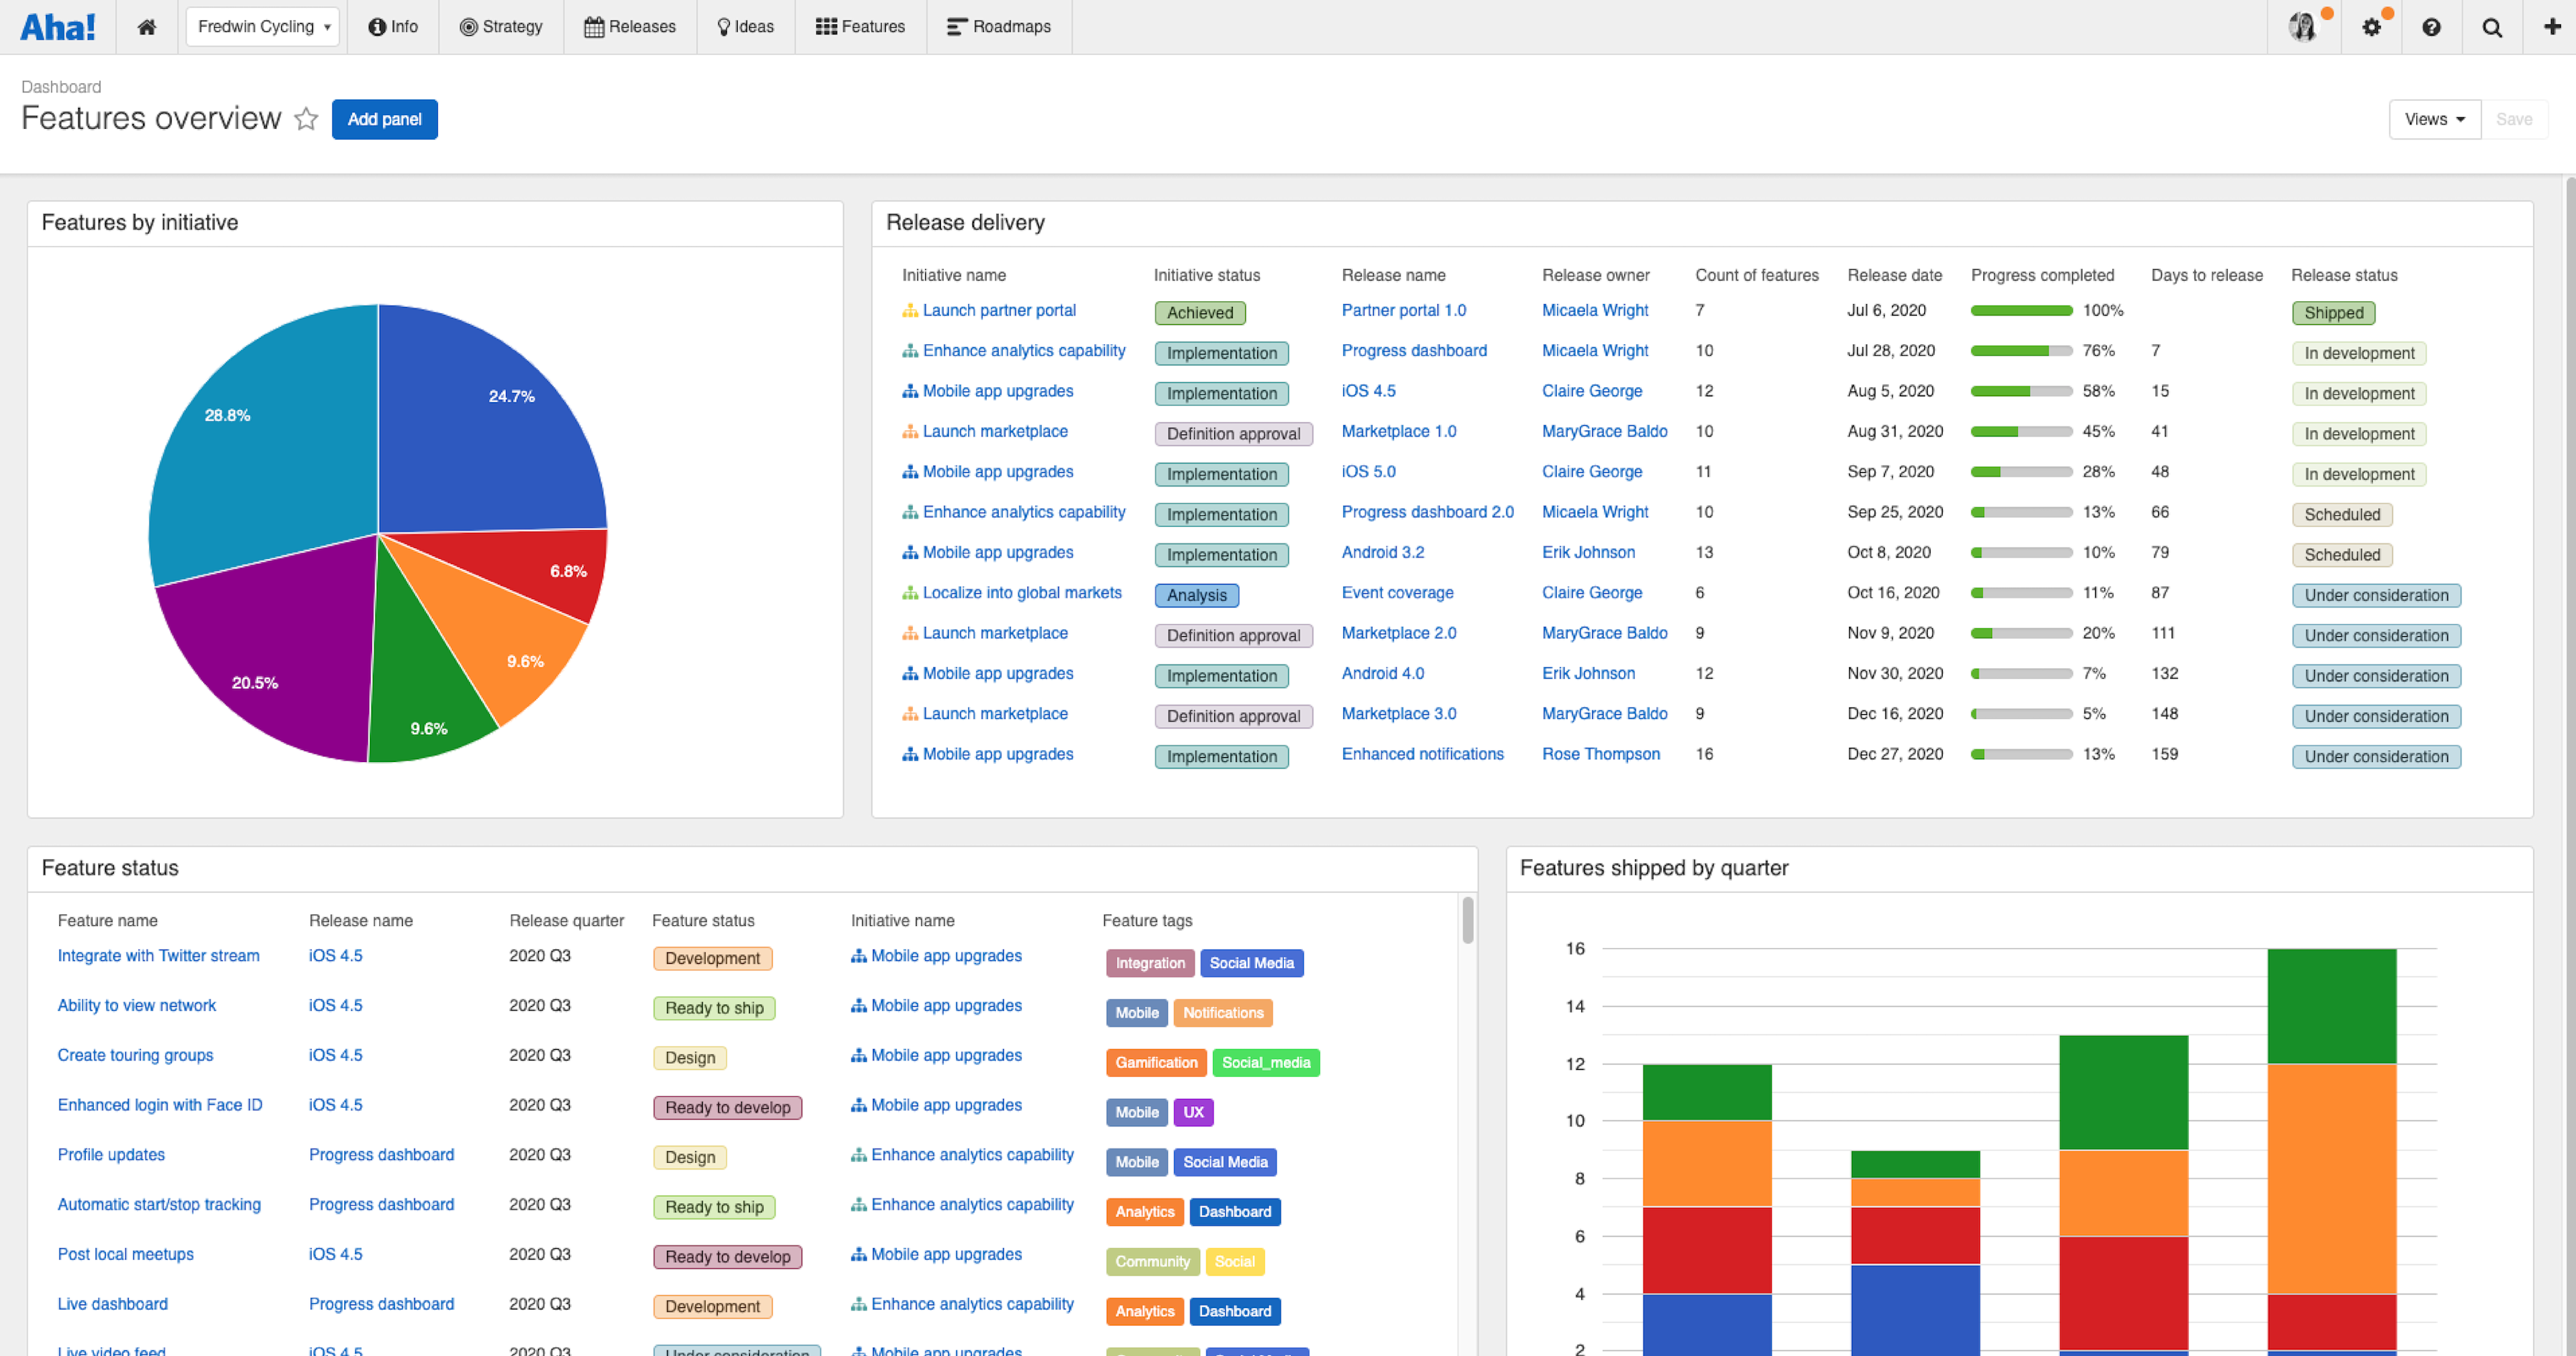 Aha! Fredwin Cycling Info Strategy Releases Ideas Features Roadmaps
Dashboard
Features overview Add panel Views Save
Features by initiative
24.7%
28.8%
6.8%
9.6%
20.5%
9.6%
Release delivery
Initiative name Initiative status Release name Release owner Count of features Release date Progress completed Days to release Release status
Launch partner portal Achieved Partner portal 1.0 Micaela Wright 7 Jul 6, 2020 100% Shipped
Enhance analytics capability Implementation Progress dashboard Micaela Wright 10 Jul 28, 2020 76% 7 In development
Mobile app upgrades Implementation iOS 4.5 Claire George 12 Aug 5, 2020 58% 15 In development
Launch marketplace Definition approval Marketplace 1.0 MaryGrace Baldo 10 Aug 31, 2020 45% 41 In development
Mobile app upgrades Implementation iOS 5.0 Claire George 11 Sep 7, 2020 28% 48 In development
Enhance analytics capability Implementation Progress dashboard 2.0 Micaela Wright 10 Sep 25, 2020 13% 66 Scheduled
Mobile app upgrades Implementation Android 3.2 Erik Johnson 13 Oct 8, 2020 10% 79 Scheduled
Localize into global markets Analysis Event coverage Claire George 6 Oct 16, 2020 11% 87 Under consideration
Launch marketplace Definition approval Marketplace 2.0 MaryGrace Baldo 9 Nov 9, 2020 20% 111 Under consideration
Mobile app upgrades Implementation Android 4.0 Erik Johnson 12 Nov 30, 2020 7% 132 Under consideration
Launch marketplace Definition approval Marketplace 3.0 MaryGrace Baldo 9 Dec 16, 2020 5% 148 Under consideration
Mobile app upgrades Implementation Enhanced notifications Rose Thompson 16 Dec 27, 2020 13% 159 Under consideration
Feature status
Feature name Release name Release quarter Feature status Initiative name Feature tags
Integrate with Twitter stream iOS 4.5 2020 Q3 Development Mobile app upgrades Integration Social Media
Ability to view network iOS 4.5 2020 Q3 Ready to ship Mobile app upgrades Mobile Notifications
Create touring groups iOS 4.5 2020 Q3 Design Mobile app upgrades Gamification Social_media
Enhanced login with Face ID iOS 4.5 2020 Q3 Ready to develop Mobile app upgrades Mobile UX
Profile updates Progress dashboard 2020 Q3 Design Enhance analytics capability Mobile Social Media
Automatic start/stop tracking Progress dashboard 2020 Q3 Ready to ship Enhance analytics capability Analytics Dashboard
Post local meetups iOS 4.5 2020 Q3 Ready to develop Mobile app upgrades Community Social
Live dashboard Progress dashboard 2020 Q3 Development Enhance analytics capability Analytics Dashboard
Live video feed iOS 4.5 2020 Q3 Under consideration Mobile app upgrades
Features shipped by quarter
16
14
12
10
8
6
4
2